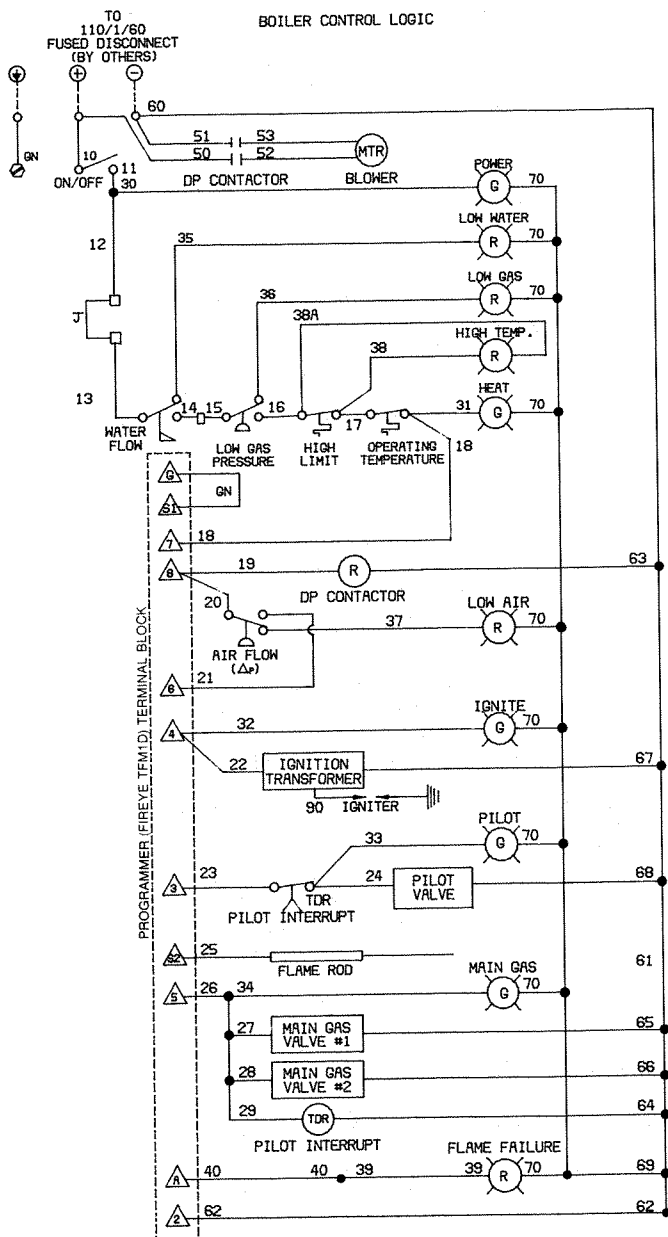 TO
110/1/60
FUSED DISCONNECT
(BY OTHERS)
BOILER CONTROL LOGIC
+
-
60
GN
10
11
ON/OFF
30
51
53
50
52
DP CONTACTOR
MTR
BLOWER
POWER
G
70
LOW WATER
12
35
R
70
LOW GAS
36
R
70
38A
HIGH TEMP.
J
38
R
HEAT
13
14
15
16
17
31
G
70
WATER
FLOW
LOW GAS
PRESSURE
HIGH
LIMIT
OPERATING
TEMPERATURE
18
G
GN
S1
7
18
8
19
R
63
DP CONTACTOR
20
LOW AIR
37
R
70
AIR FLOW
(ΔP)
6
21
IGNITE
4
32
G
70
22
IGNITION
TRANSFORMER
67
90
IGNITER
PILOT
33
G
70
3
23
TDR
24
PILOT
VALVE
68
PILOT INTERRUPT
S2
25
FLAME ROD
61
MAIN GAS
5
26
34
G
70
27
MAIN GAS
VALVE #1
65
28
MAIN GAS
VALVE #2
66
29
TDR
64
PILOT INTERRUPT
FLAME FAILURE
A
40
40
39
39
R
70
69
2
62
62
PROGRAMMER (FIREYE TFM1D) TERMINAL BLOCK